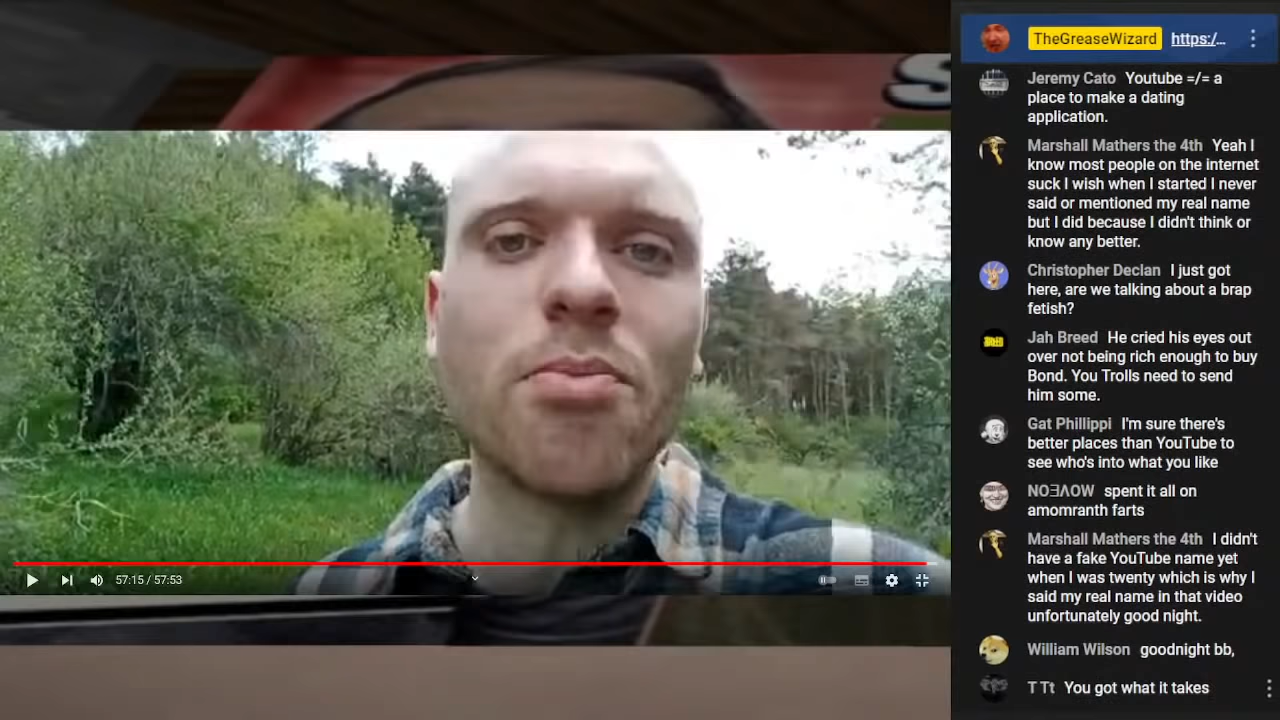 S
57:15 / 57:53
TheGreaseWizard https:/...
Jeremy Cato Youtube =/= a
place to make a dating
application.
Marshall Mathers the 4th Yeah I
know most people on the internet
suck I wish when I started I never
said or mentioned my real name
but I did because I didn't think or
know any better.
Christopher Declan I just got
here, are we talking about a brap
fetish?
Jah Breed He cried his eyes out
over not being rich enough to buy
Bond. You Trolls need to send
him some.
Gat Phillippi I'm sure there's
better places than YouTube to
see who's into what you like
NOƎΛOW spent it all on
amomranth farts
Marshall Mathers the 4th I didn't
have a fake YouTube name yet
when I was twenty which is why I
said my real name in that video
unfortunately good night.
William Wilson goodnight bb,
T Tt You got what it takes